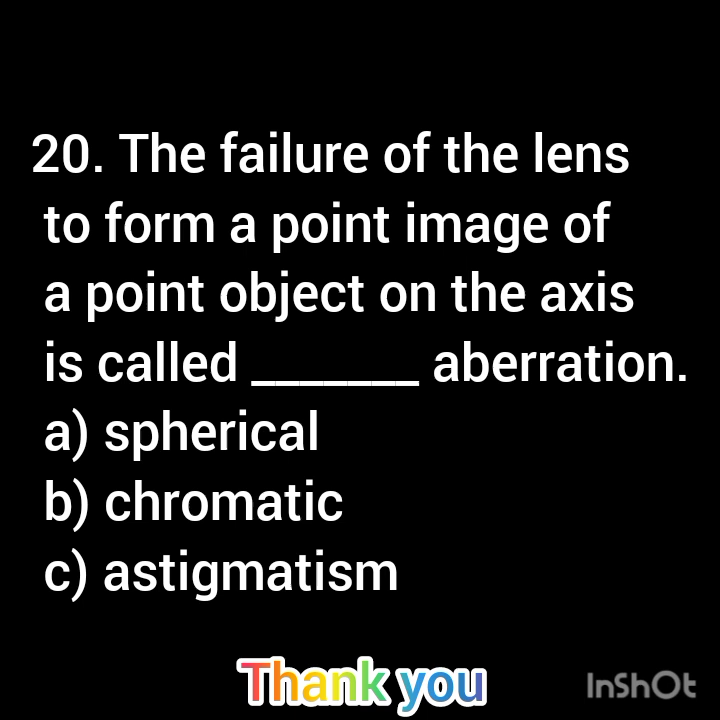 20. The failure of the lens
to form a point image of
a point object on the axis
is called _______ aberration.
a) spherical
b) chromatic
c) astigmatism
Thank you
InShOt